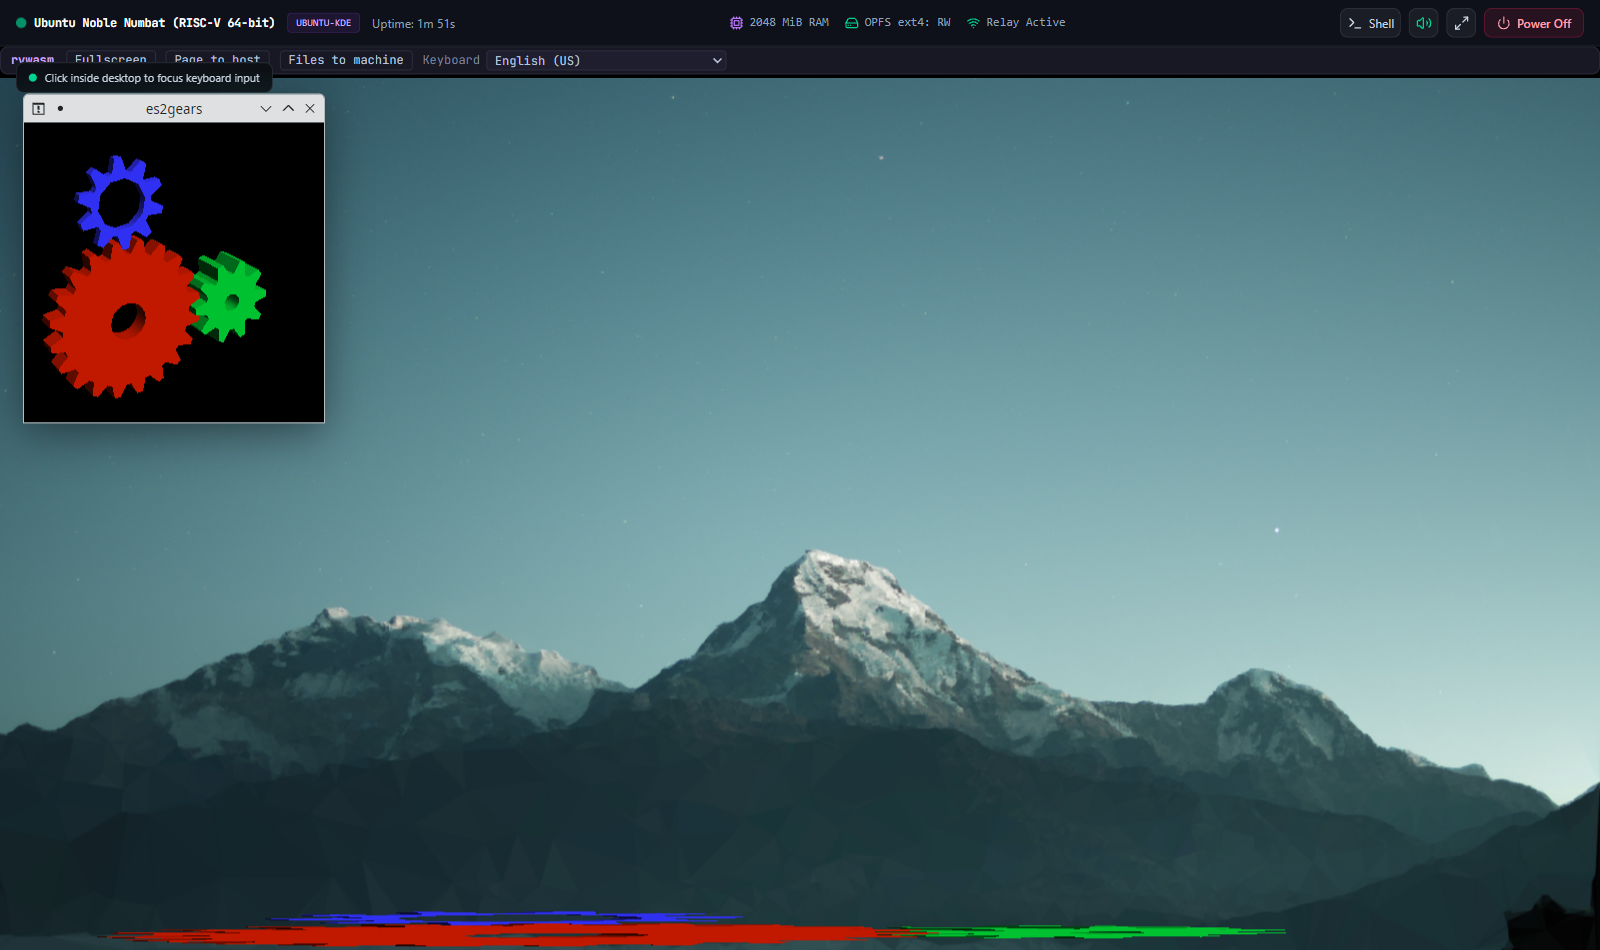 Ubuntu Noble Numbat (RISC-V 64-bit) UBUNTU-KDE Uptime: 1m 51s 2048 MiB RAM OPFS ext4: RW Relay Active Shell Power Off
rvwasm Fullscreen Page to host Files to machine Keyboard English (US)
Click inside desktop to focus keyboard input
es2gears